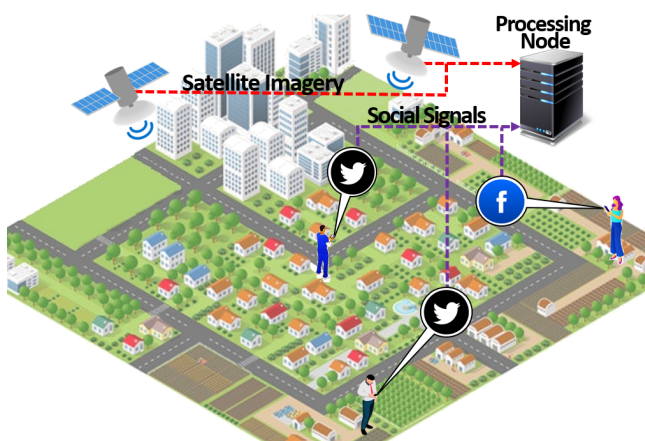 Processing
Node
Satellite Imagery
Social Signals
f